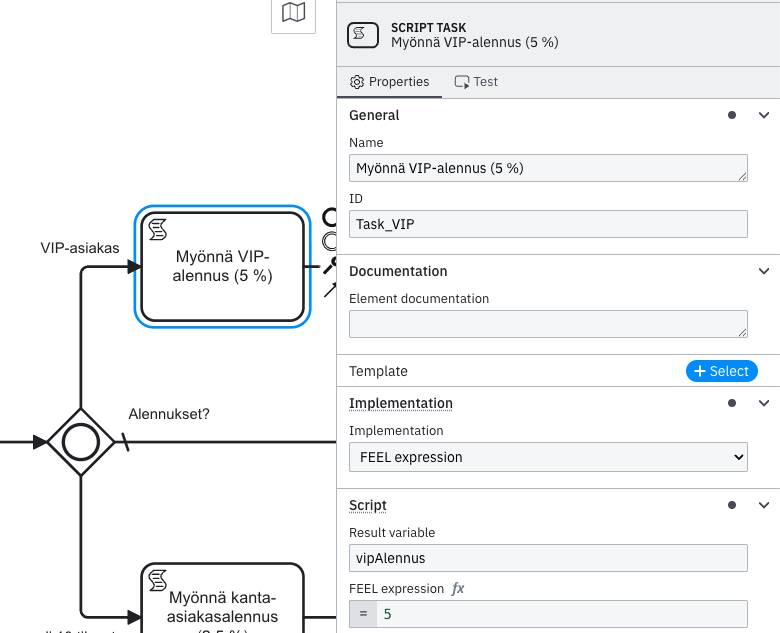 VIP-asiakas
Myönnä VIP-
alennus (5 %)
Alennukset?
Myönnä kanta-
asiakasalennus
SCRIPT TASK
Myönnä VIP-alennus (5 %)
Properties
Test
General
Name
Myönnä VIP-alennus (5 %)
ID
Task_VIP
Documentation
Element documentation
Template
+ Select
Implementation
Implementation
FEEL expression
Script
Result variable
vipAlennus
FEEL expression fx
= 5